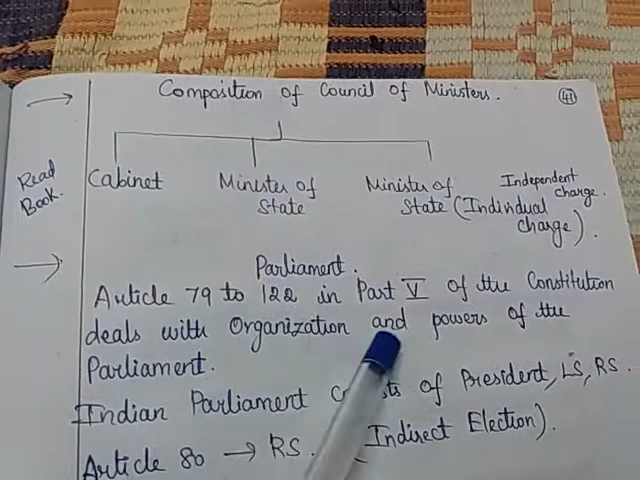 Composition of Council of Ministers. 41
Read Book. Cabinet Minister of State Minister of State (Individual charge). Independent charge.
Parliament.
Article 79 to 122 in Part V of the Constitution
deals with Organization and powers of the
Parliament.
Indian Parliament of President, LS, RS.
Article 80 → RS. (Indirect Election).